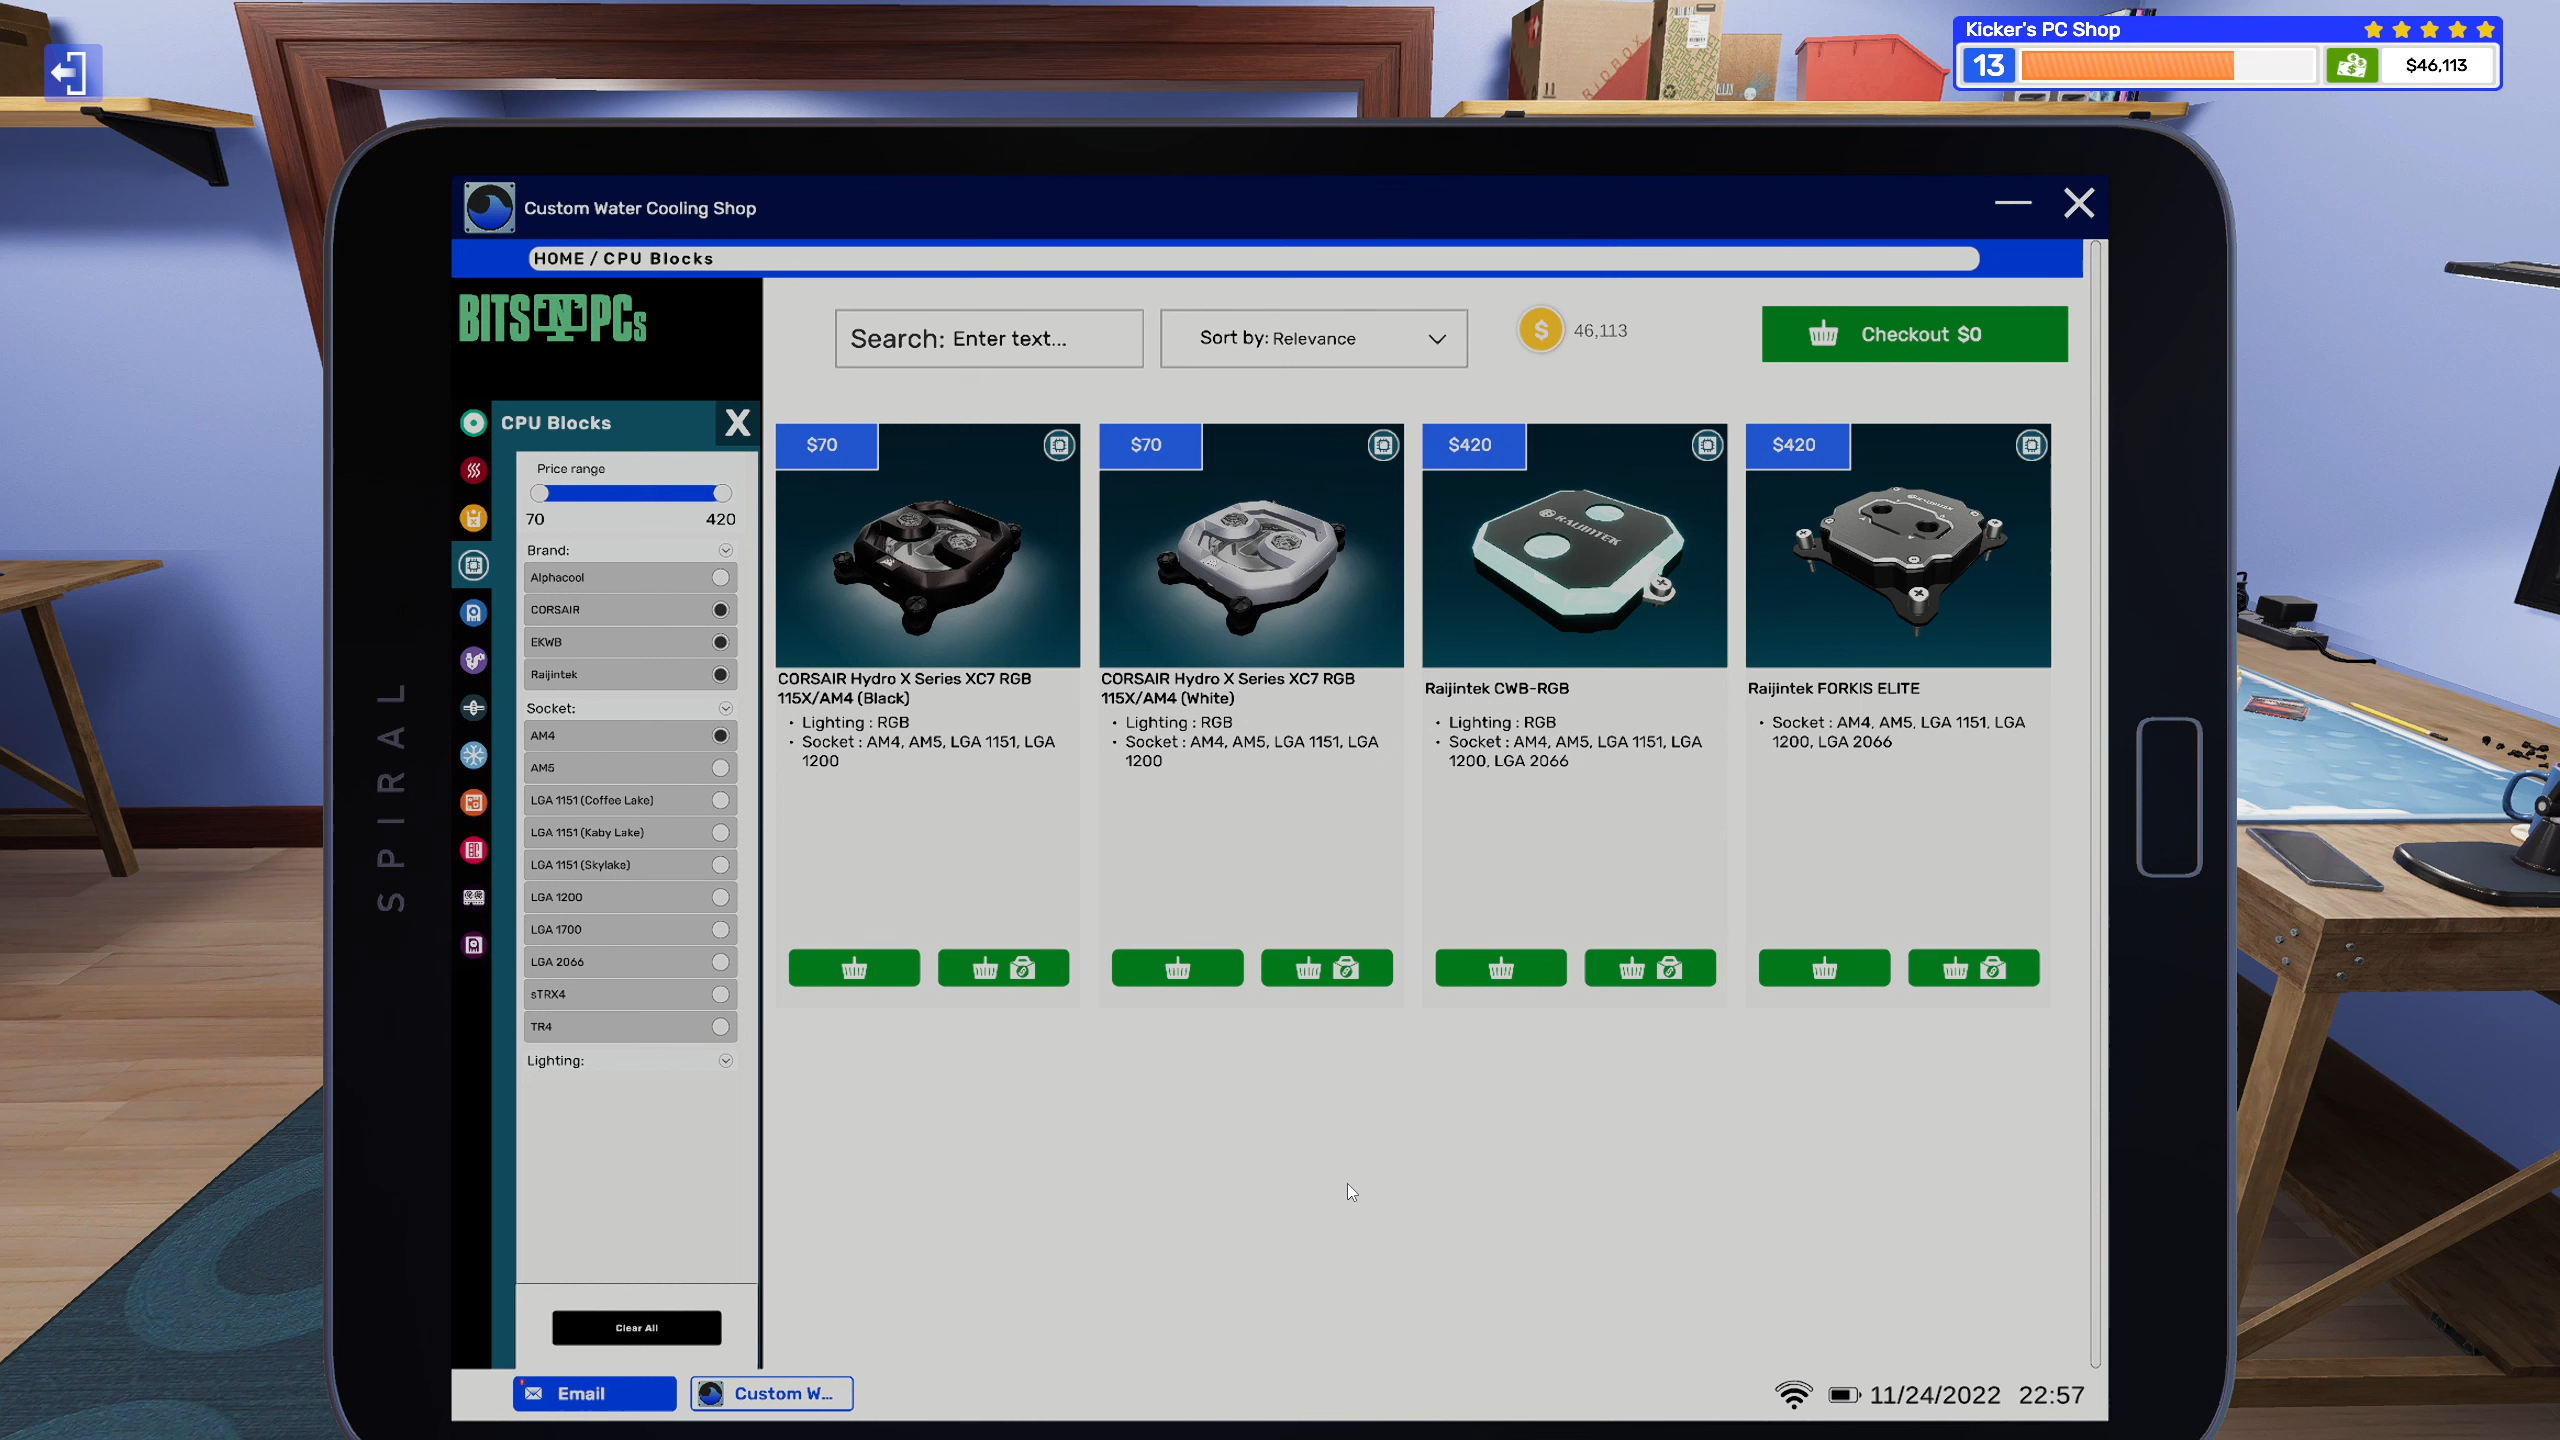 Kicker's PC Shop
13
$46,113
RIDBOX
Custom Water Cooling Shop
HOME / CPU Blocks
BITS N PCs
Search: Enter text...
Sort by: Relevance
$ 46,113
Checkout $0
CPU Blocks
X
Price range
70 420
Brand:
Alphacool
CORSAIR
EKWB
Raijintek
Socket:
AM4
AM5
LGA 1151 (Coffee Lake)
LGA 1151 (Kaby Lake)
LGA 1151 (Skylake)
LGA 1200
LGA 1700
LGA 2066
sTRX4
TR4
Lighting:
Clear All
$70
CORSAIR Hydro X Series XC7 RGB
115X/AM4 (Black)
• Lighting : RGB
• Socket : AM4, AM5, LGA 1151, LGA
1200
$70
CORSAIR Hydro X Series XC7 RGB
115X/AM4 (White)
• Lighting : RGB
• Socket : AM4, AM5, LGA 1151, LGA
1200
$420
RAIJINTEK
Raijintek CWB-RGB
• Lighting : RGB
• Socket : AM4, AM5, LGA 1151, LGA
1200, LGA 2066
$420
Raijintek FORKIS ELITE
• Socket : AM4, AM5, LGA 1151, LGA
1200, LGA 2066
SPIRAL
Email
Custom W...
11/24/2022 22:57